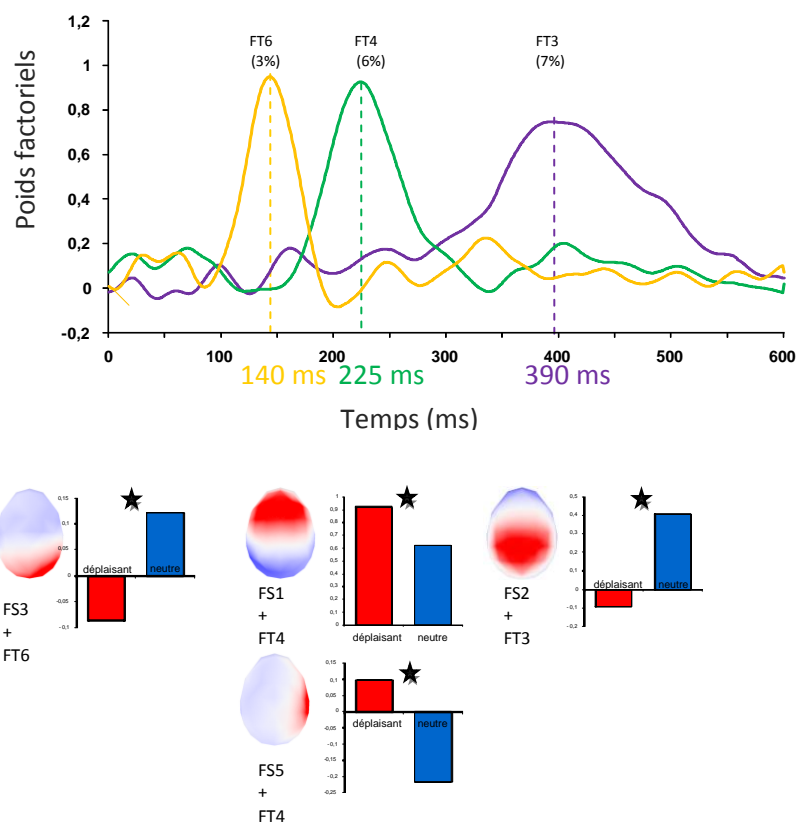 1,2
1
0,8
0,6
0,4
0,2
0
-0,2
Poids factoriels
FT6
(3%)
FT4
(6%)
FT3
(7%)
0 100 200 300 400 500 600
140 ms 225 ms 390 ms
Temps (ms)
0,15
0,1
0,05
0
-0,05
-0,1
déplaisant neutre
FS3
+
FT6
1
0,9
0,8
0,7
0,6
0,5
0,4
0,3
0,2
0,1
0
déplaisant neutre
FS1
+
FT4
0,5
0,4
0,3
0,2
0,1
0
-0,1
-0,2
déplaisant neutre
FS2
+
FT3
0,15
0,1
0,05
0
-0,05
-0,1
-0,15
-0,2
-0,25
déplaisant neutre
FS5
+
FT4